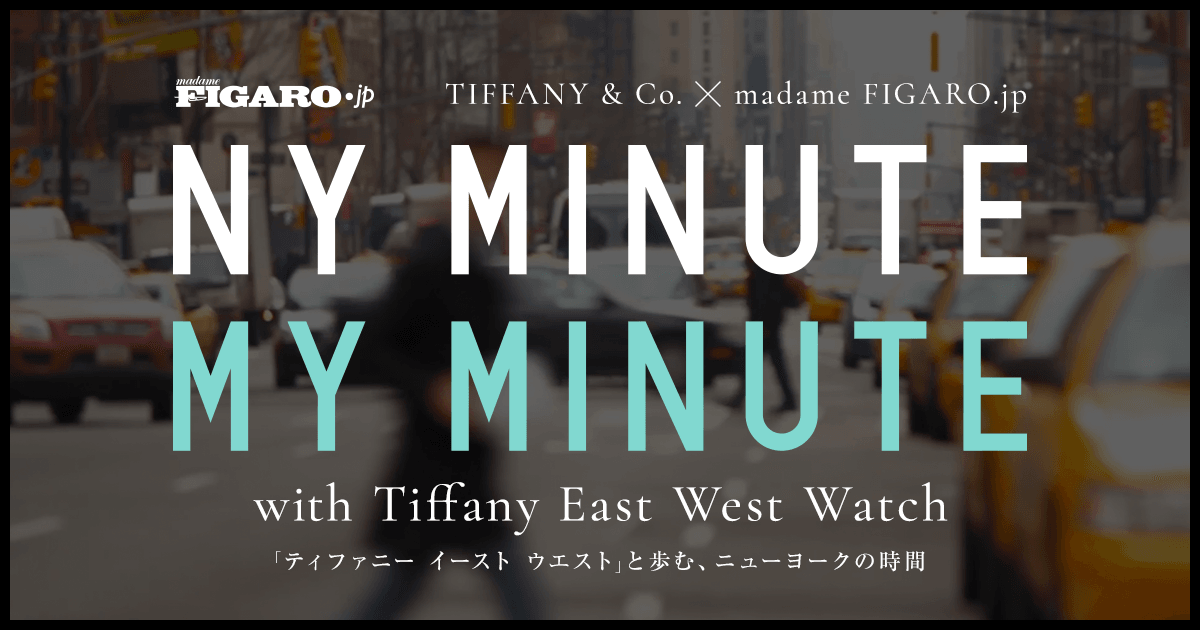 madame
FIGARO.jp TIFFANY & Co. × madame FIGARO.jp
NY MINUTE
MY MINUTE
with Tiffany East West Watch
「ティファニー イースト ウエスト」と歩む、ニューヨークの時間